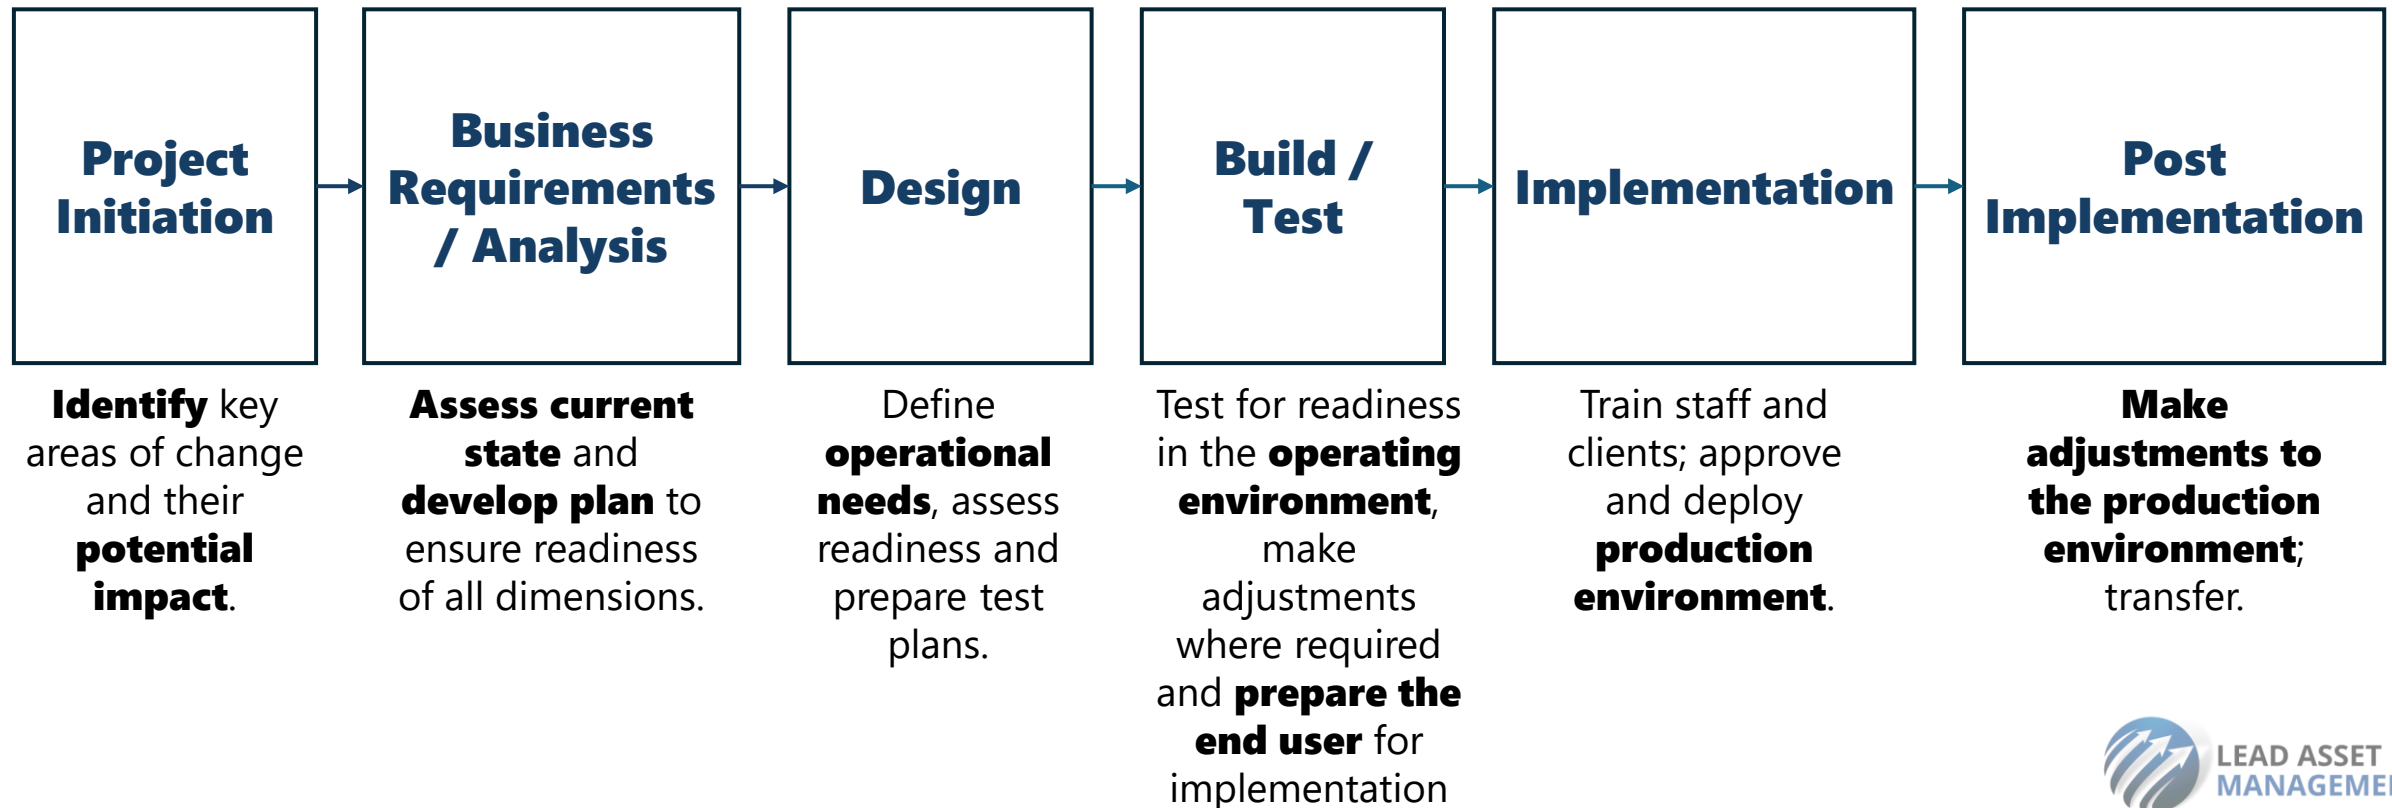 Project
Initiation
Business
Requirements
/ Analysis
Design
Build /
Test
Implementation
Post
Implementation
Identify key
areas of change
and their
potential
impact.
Assess current
state and
develop plan to
ensure readiness
of all dimensions.
Define
operational
needs, assess
readiness and
prepare test
plans.
Test for readiness
in the operating
environment,
make
adjustments
where required
and prepare the
end user for
implementation
Train staff and
clients; approve
and deploy
production
environment.
Make
adjustments to
the production
environment;
transfer.
LEAD ASSET